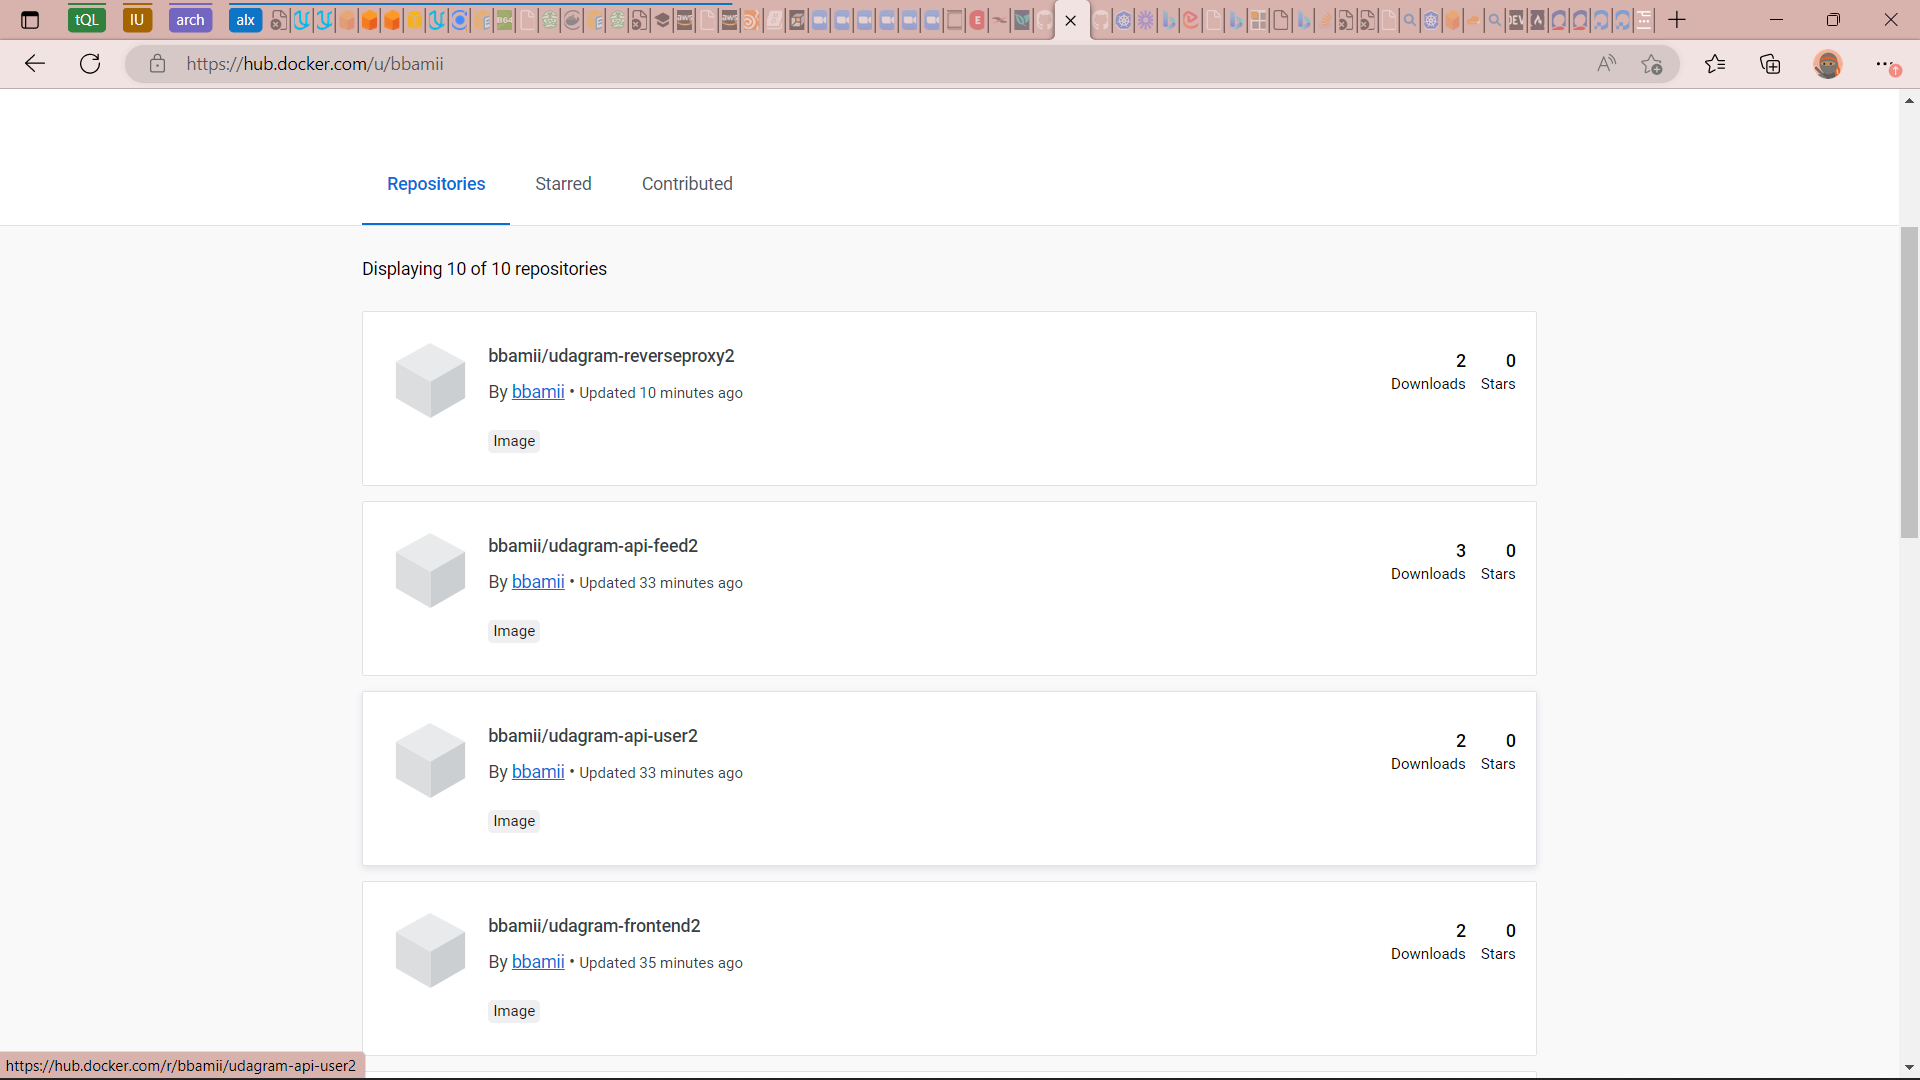 tQL IU arch alx
https://hub.docker.com/u/bbamii
Repositories Starred Contributed
Displaying 10 of 10 repositories
bbamii/udagram-reverseproxy2
By bbamii • Updated 10 minutes ago
Image
2 0
Downloads Stars
bbamii/udagram-api-feed2
By bbamii • Updated 33 minutes ago
Image
3 0
Downloads Stars
bbamii/udagram-api-user2
By bbamii • Updated 33 minutes ago
Image
2 0
Downloads Stars
bbamii/udagram-frontend2
By bbamii • Updated 35 minutes ago
Image
2 0
Downloads Stars
https://hub.docker.com/r/bbamii/udagram-api-user2